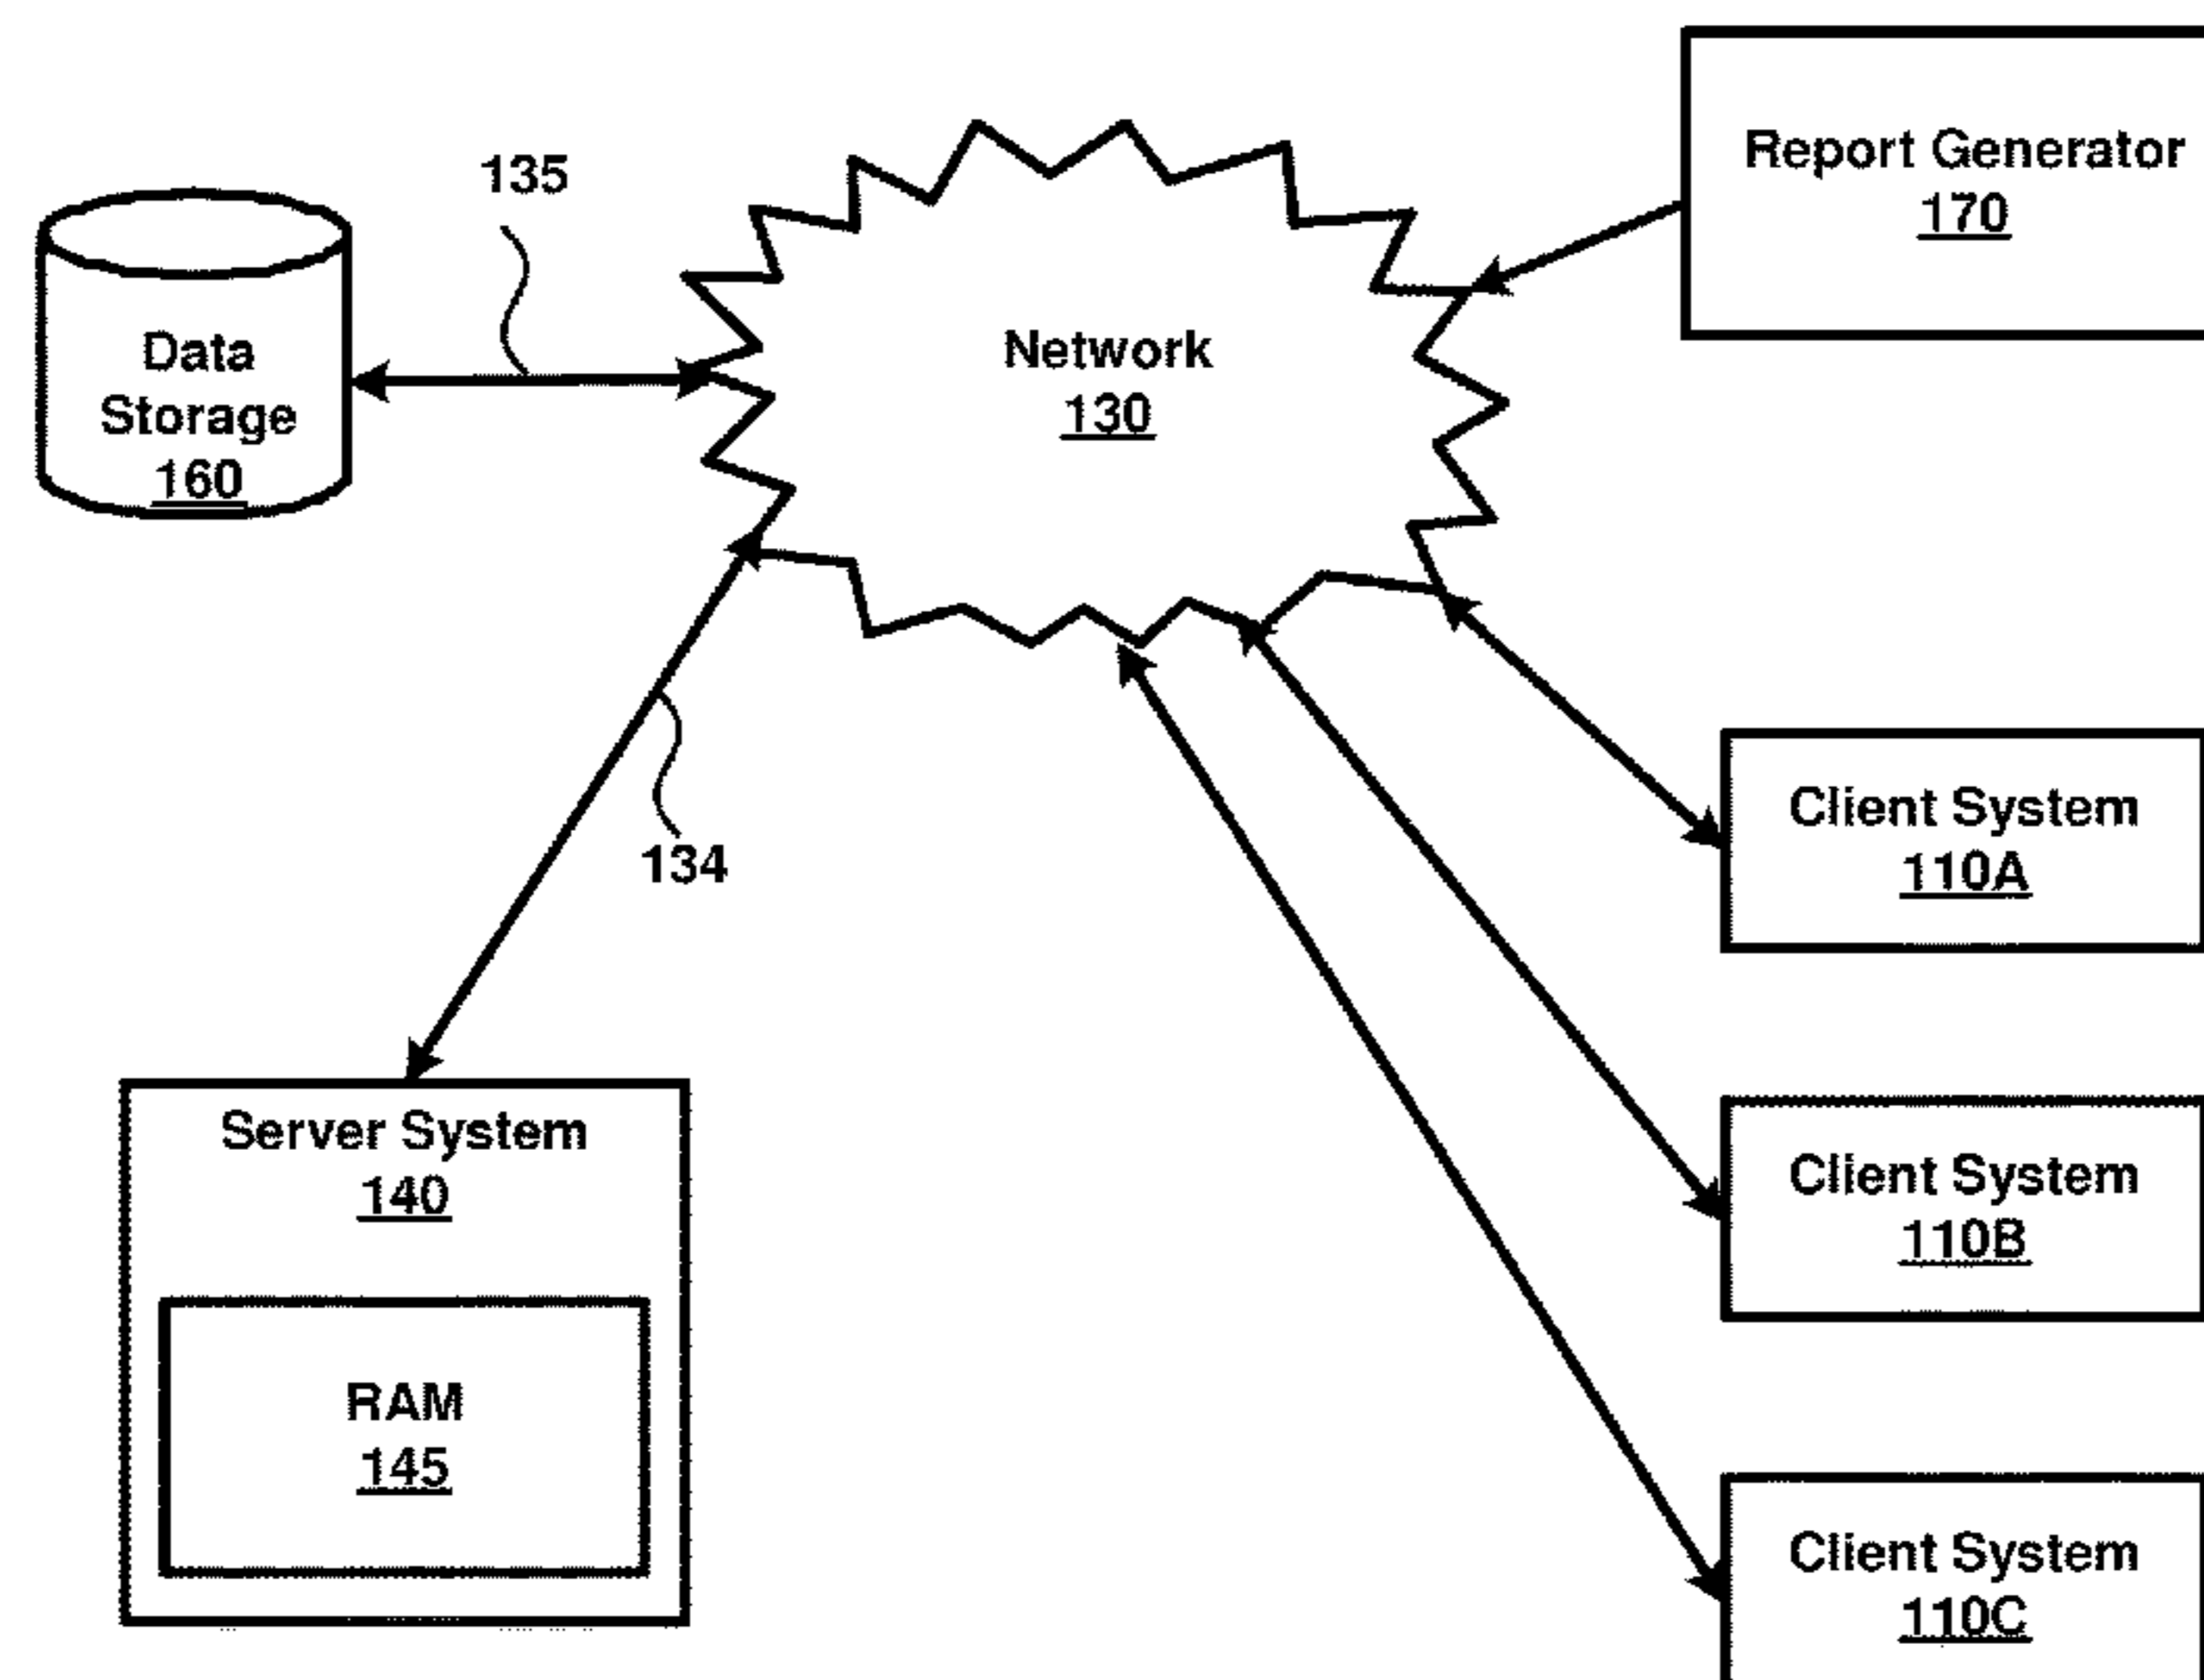 Report Generator
170
135
Network
130
Data
Storage
160
134
Client System
110A
Server System
140
Client System
110B
RAM
145
Client System
110C